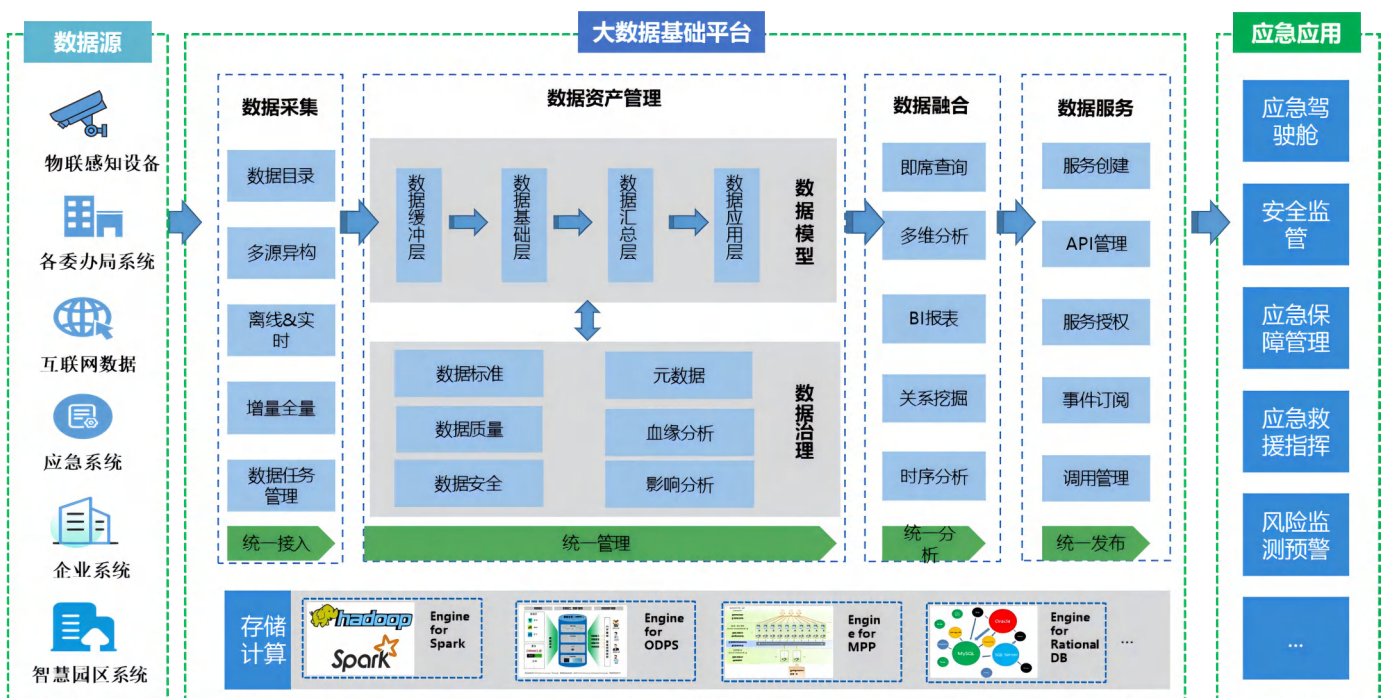 数据源
大数据基础平台
应急应用
物联感知设备
各委办局系统
互联网数据
应急系统
企业系统
智慧园区系统
数据采集
数据目录
多源异构
离线&实
时
增量全量
数据任务
管理
统一接入
数据资产管理
数据缓冲层
数据基础层
数据汇总层
数据应用层
数据模型
数据标准
元数据
数据质量
血缘分析
数据安全
影响分析
数据治理
统一管理
数据融合
即席查询
多维分析
BI报表
关系挖掘
时序分析
统一分
析
数据服务
服务创建
API管理
服务授权
事件订阅
调用管理
统一发布
存储
计算
hadoop
Spark
Engine
for
Spark
Engine
for
ODPS
Engin
e for
MPP
Oracle
MySQL
SQL Server
Engine
for
Rational
DB
...
应急驾
驶舱
安全监
管
应急保
障管理
应急救
援指挥
风险监
测预警
...